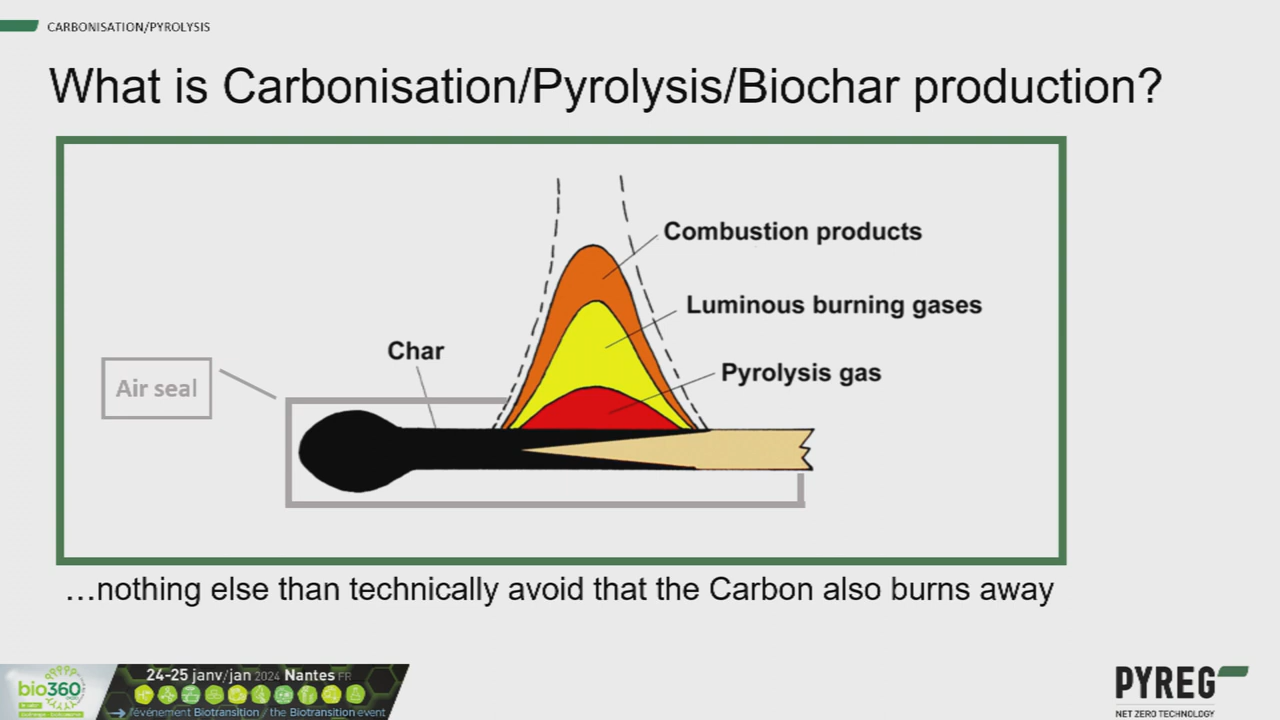 CARBONISATION/PYROLYSIS
What is Carbonisation/Pyrolysis/Biochar production?
Combustion products
Luminous burning gases
Char
Pyrolysis gas
Air seal
…nothing else than technically avoid that the Carbon also burns away
24-25 janv/jan 2024 Nantes FR
bio360
l'événement Biotransition / the Biotransition event
PYREG
NET ZERO TECHNOLOGY